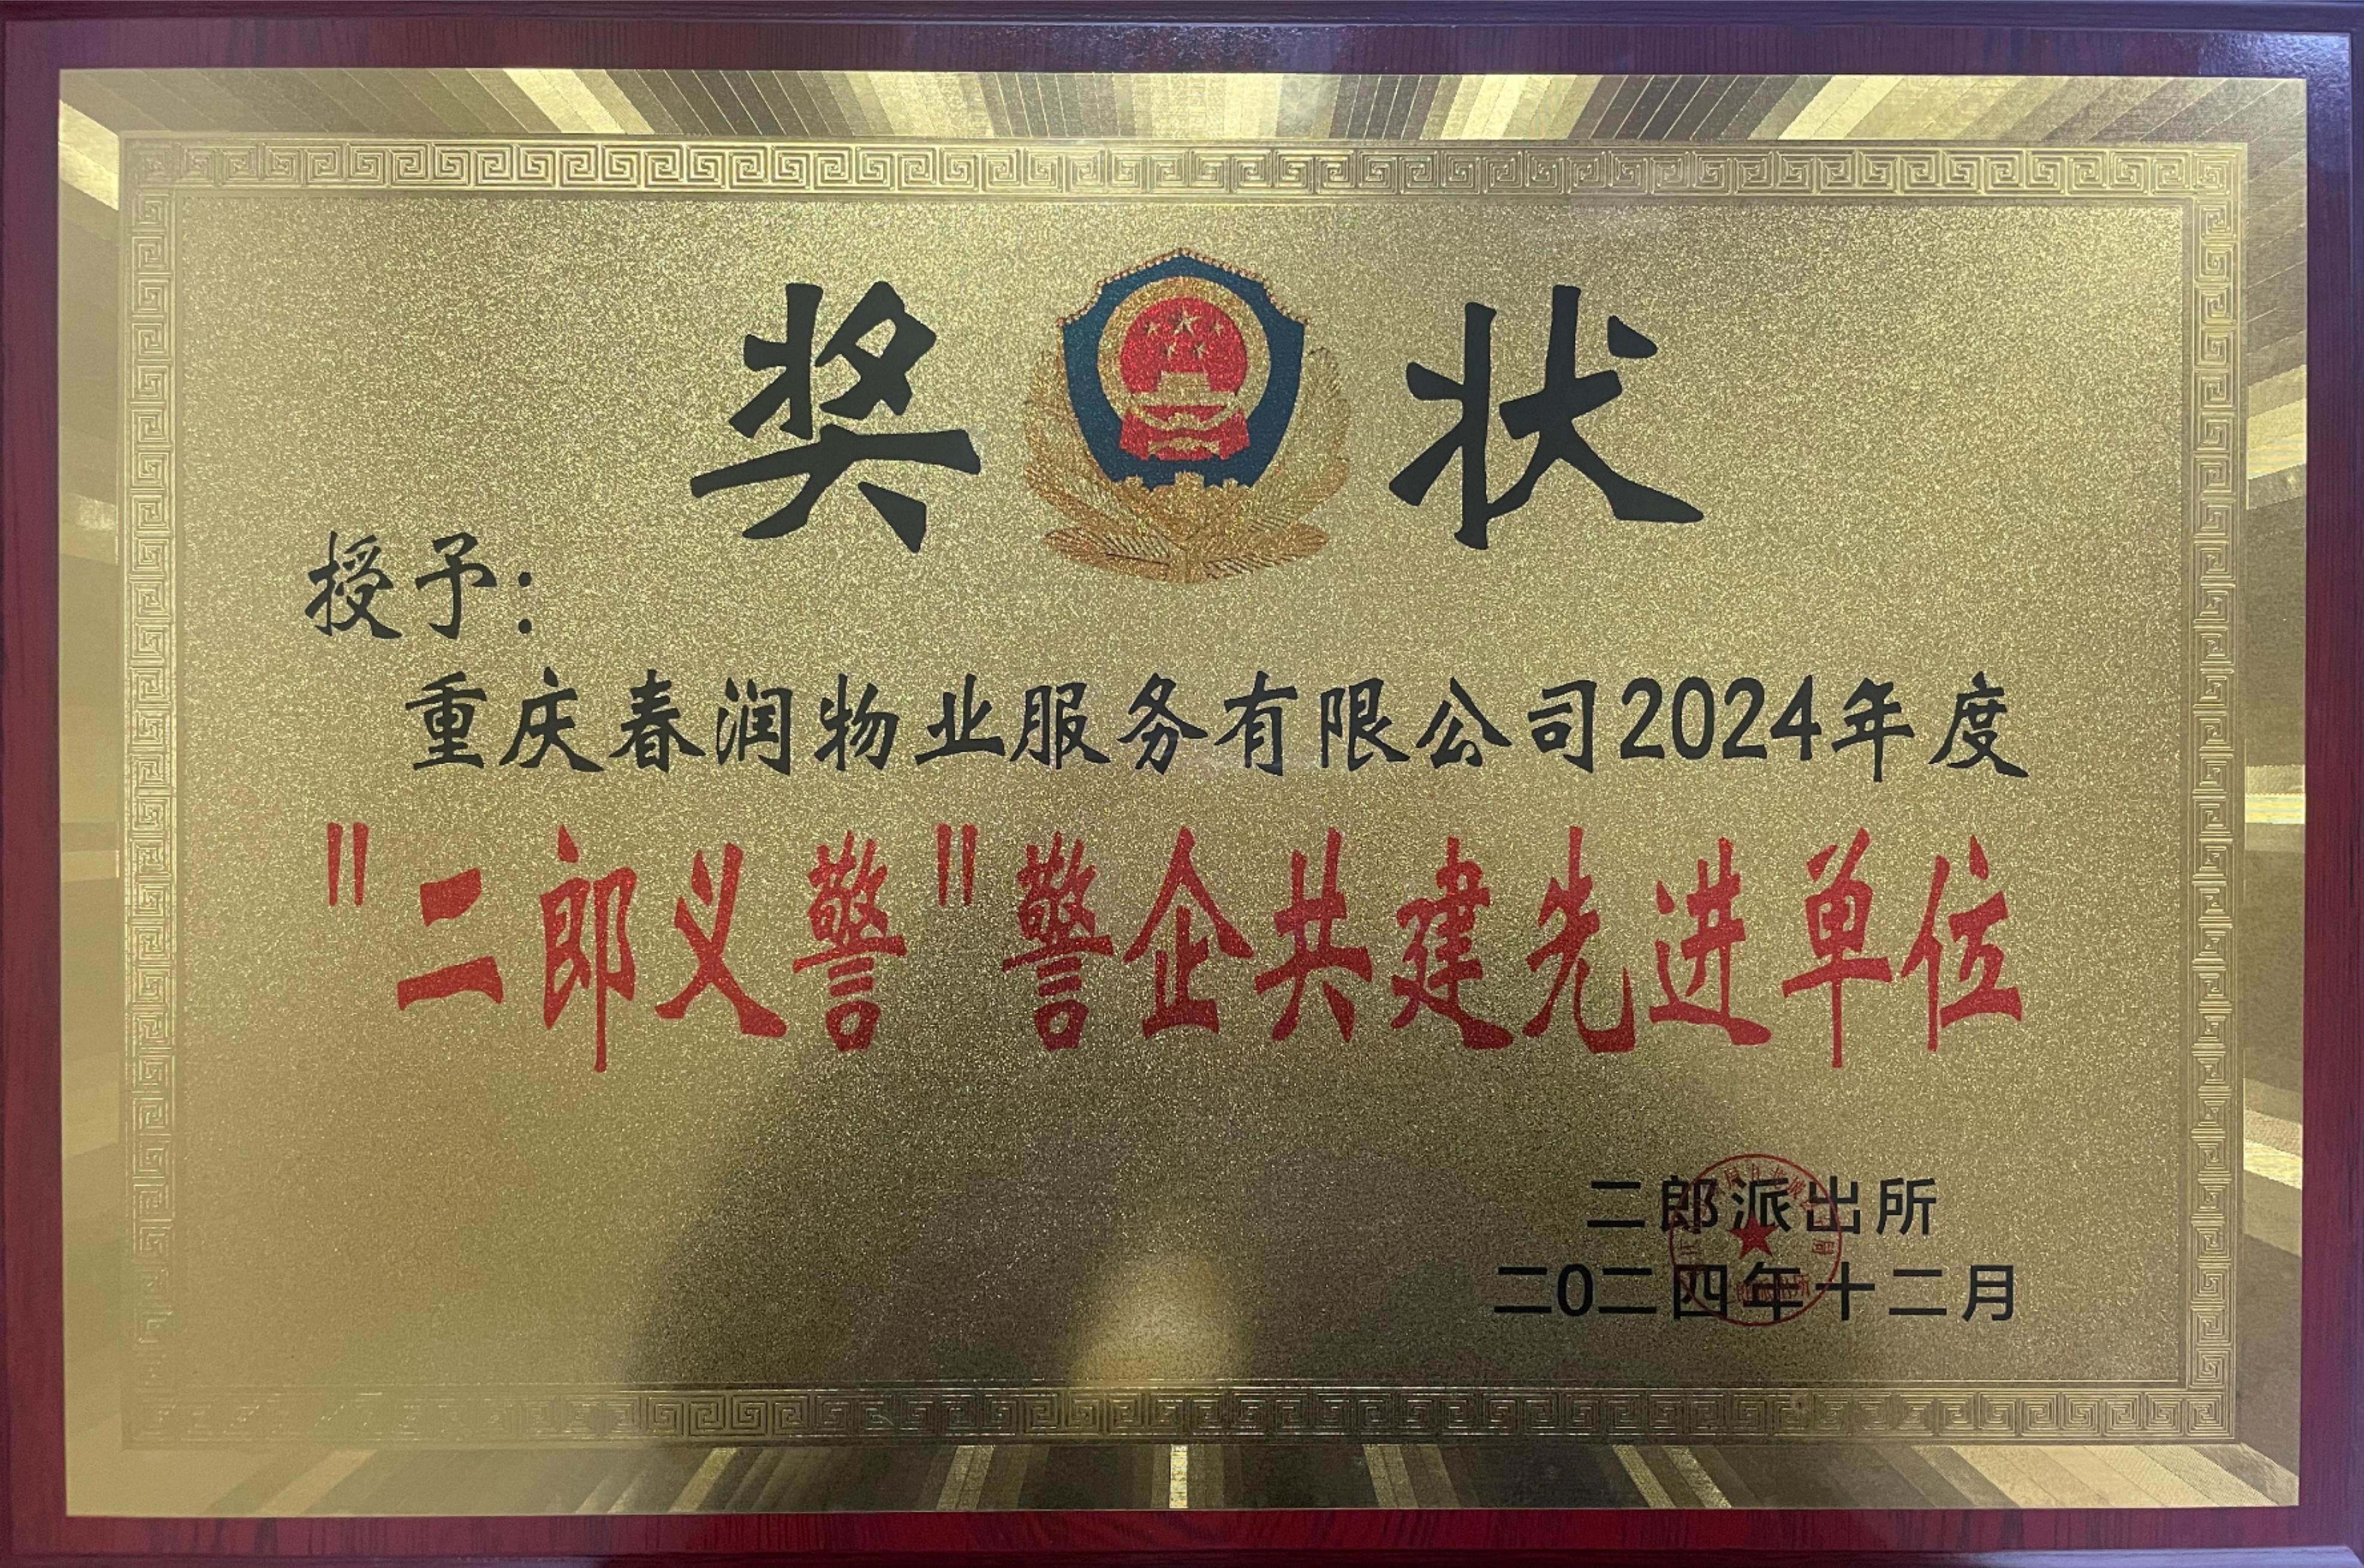 奖状
授予:
重庆春润物业服务有限公司2024年度
"二郎义警"警企共建先进单位
二郎派出所
二0二四年十二月